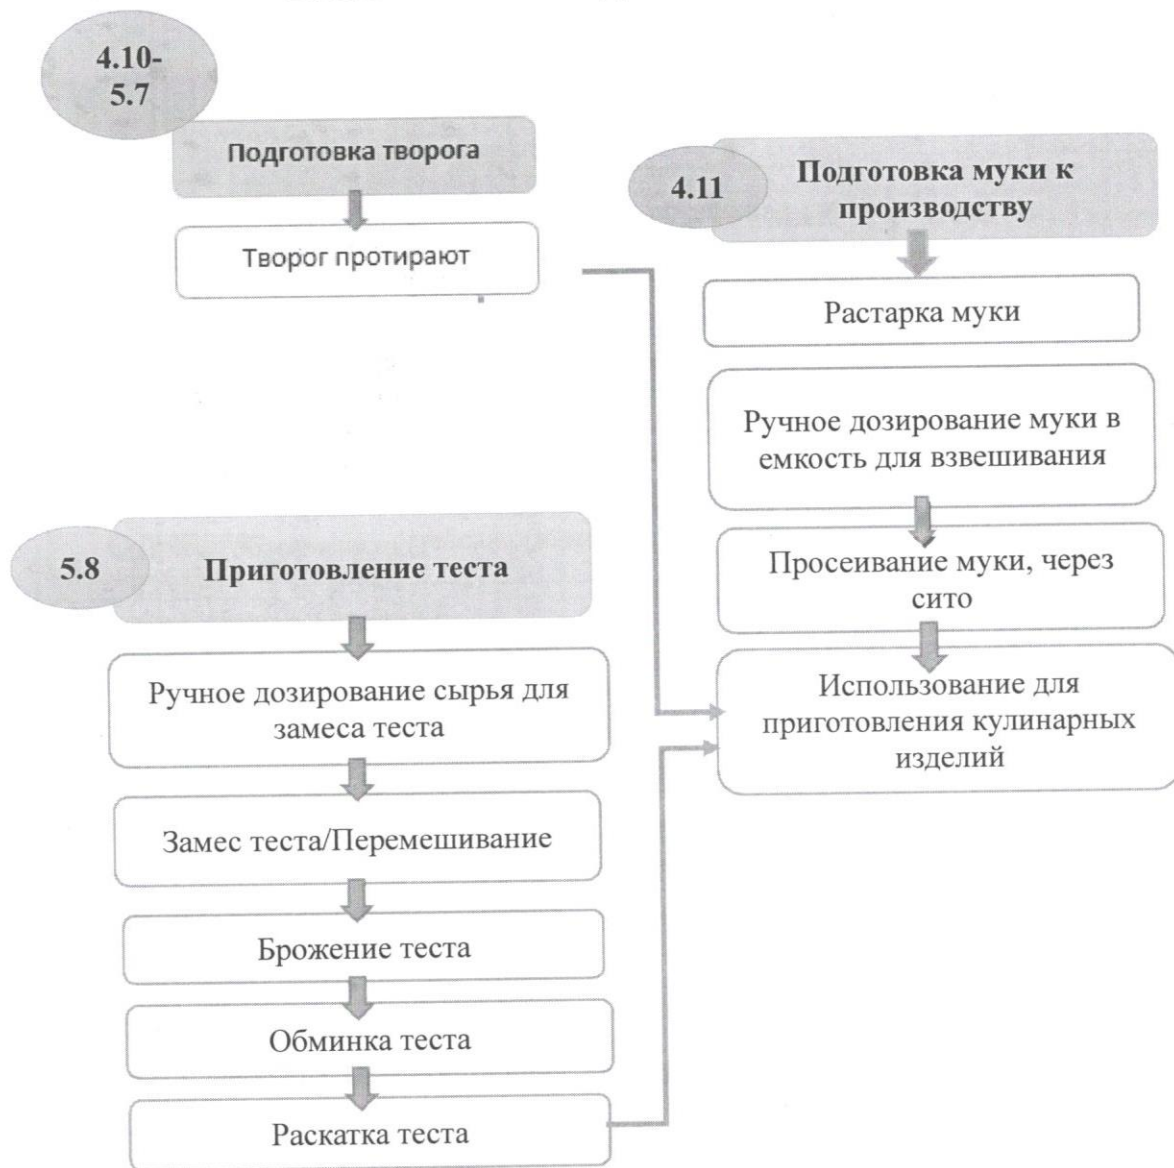 4.10-
5.7
Подготовка творога
Творог протирают
4.11
Подготовка муки к
производству
Растарка муки
Ручное дозирование муки в
емкость для взвешивания
Просеивание муки, через
сито
Использование для
приготовления кулинарных
изделий
5.8
Приготовление теста
Ручное дозирование сырья для
замеса теста
Замес теста/Перемешивание
Брожение теста
Обминка теста
Раскатка теста